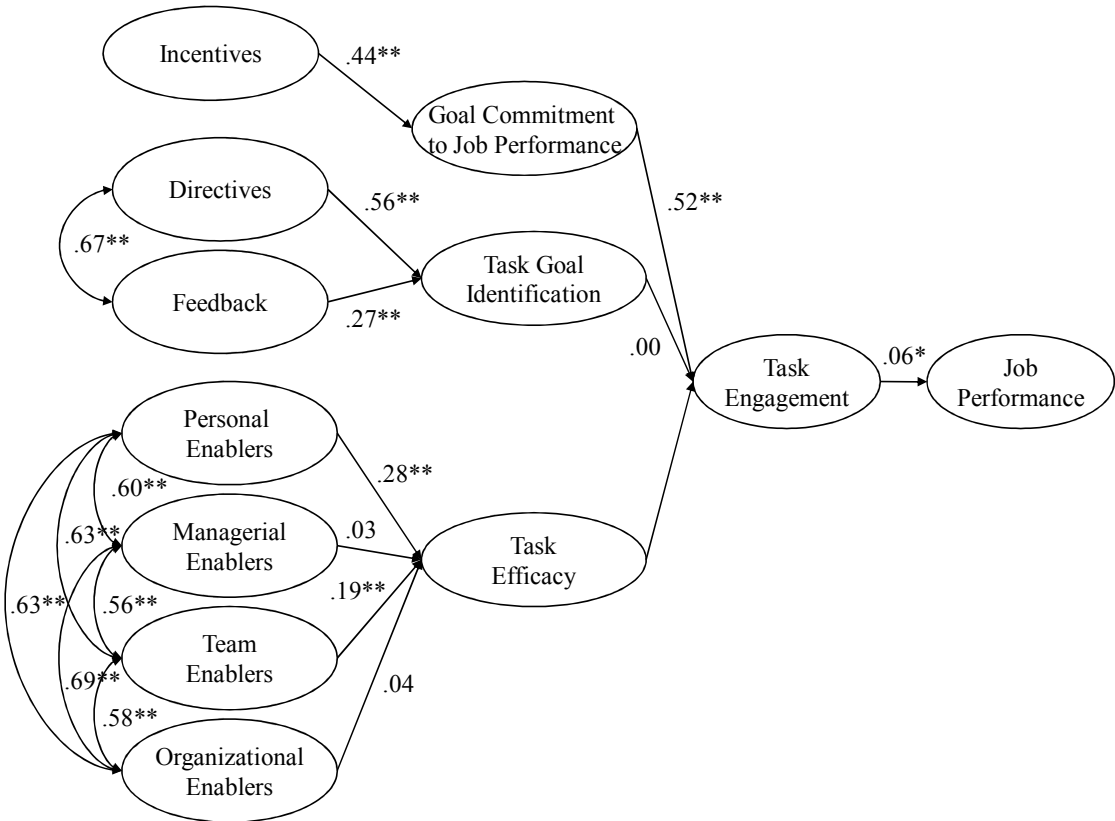 Incentives
.44**
Goal Commitment
to Job Performance
Directives
.56**
.52**
.67**
Task Goal
Identification
Feedback
.27**
.00
Task
Engagement
.06*
Job
Performance
Personal
Enablers
.28**
.60**
Managerial
Enablers
.03
.63**
Task
Efficacy
.63**
.56**
.19**
Team
Enablers
.69**
.04
.58**
Organizational
Enablers